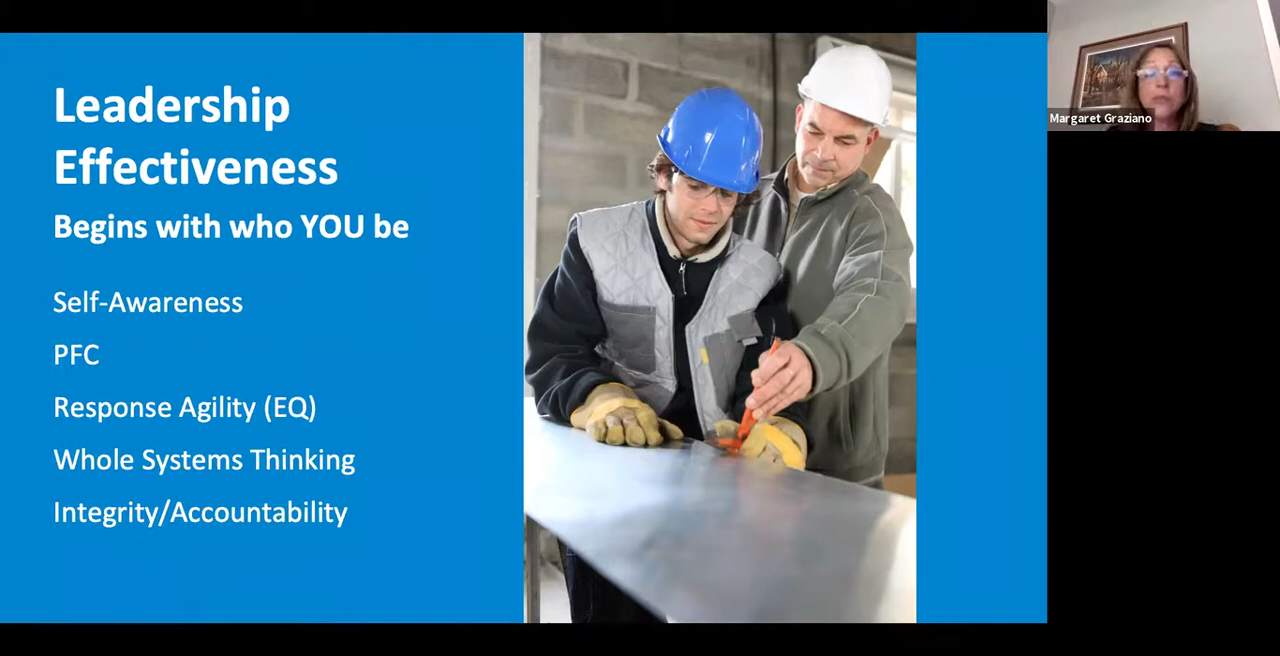 Leadership
Effectiveness
Begins with who YOU be
Self-Awareness
PFC
Response Agility (EQ)
Whole Systems Thinking
Integrity/Accountability
Margaret Graziano